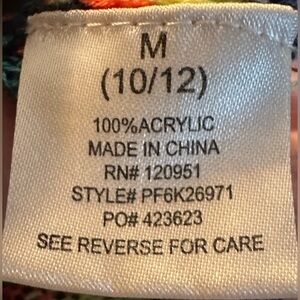 M
(10/12)
100%ACRYLIC
MADE IN CHINA
RN# 120951
STYLE# PF6K26971
PO# 423623
SEE REVERSE FOR CARE